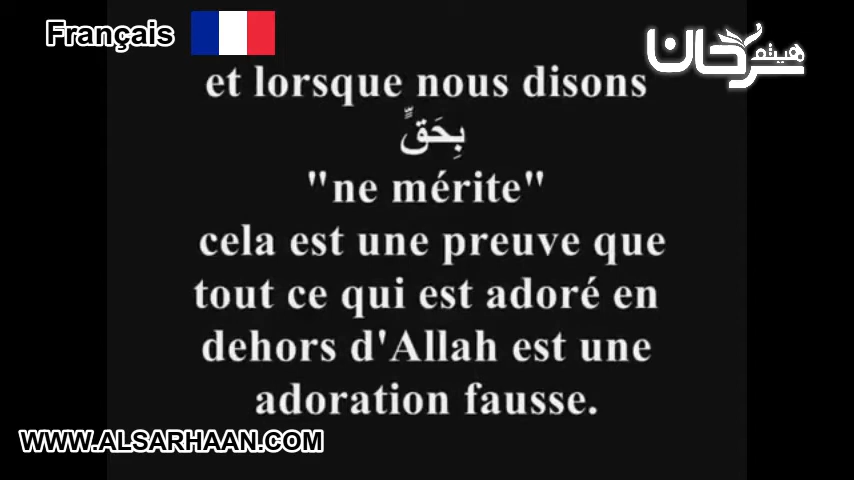 Français
هيثم سرحان
et lorsque nous disons
بِحَقٍّ
"ne mérite"
cela est une preuve que
tout ce qui est adoré en
dehors d'Allah est une
adoration fausse.
WWW.ALSARHAAN.COM